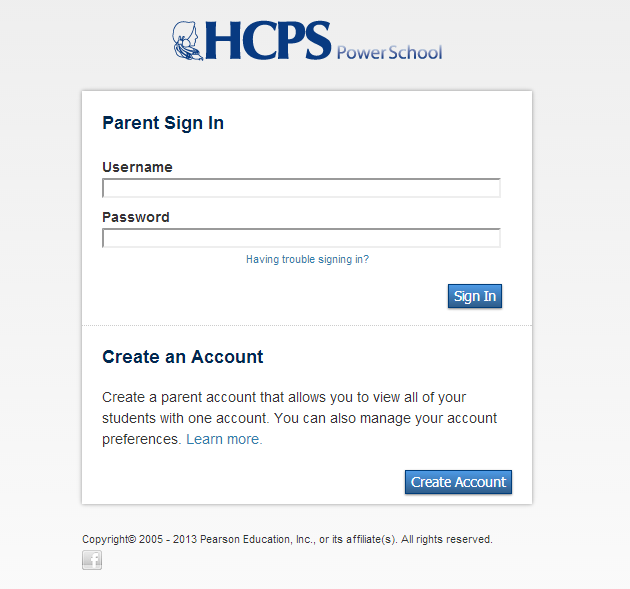 HCPS PowerSchool
Parent Sign In
Username
Password
Having trouble signing in?
Sign In
Create an Account
Create a parent account that allows you to view all of your
students with one account. You can also manage your account
preferences. Learn more.
Create Account
Copyright© 2005 - 2013 Pearson Education, Inc., or its affiliate(s). All rights reserved.
f